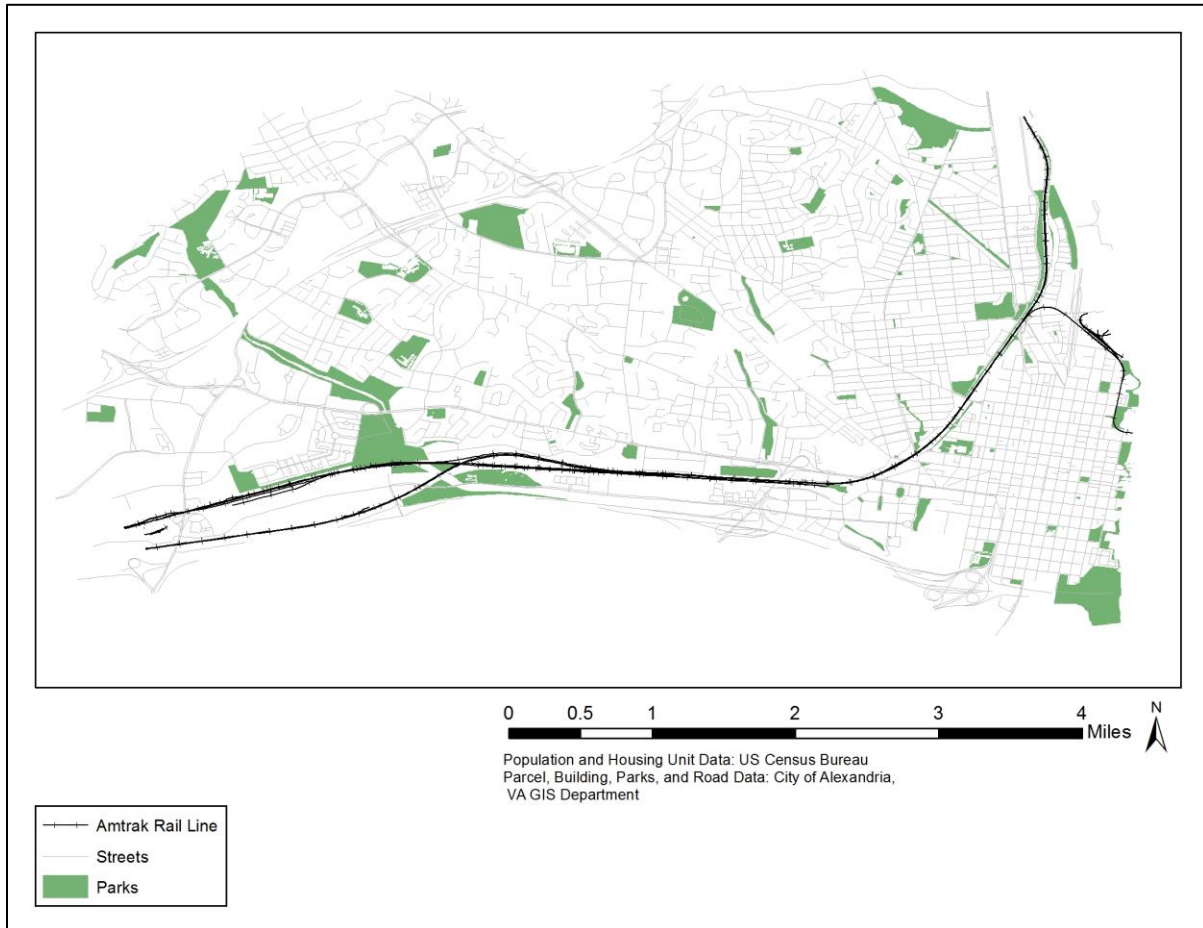 0 0.5 1 2 3 4 Miles
N
Population and Housing Unit Data: US Census Bureau
Parcel, Building, Parks, and Road Data: City of Alexandria,
VA GIS Department
Amtrak Rail Line
Streets
Parks